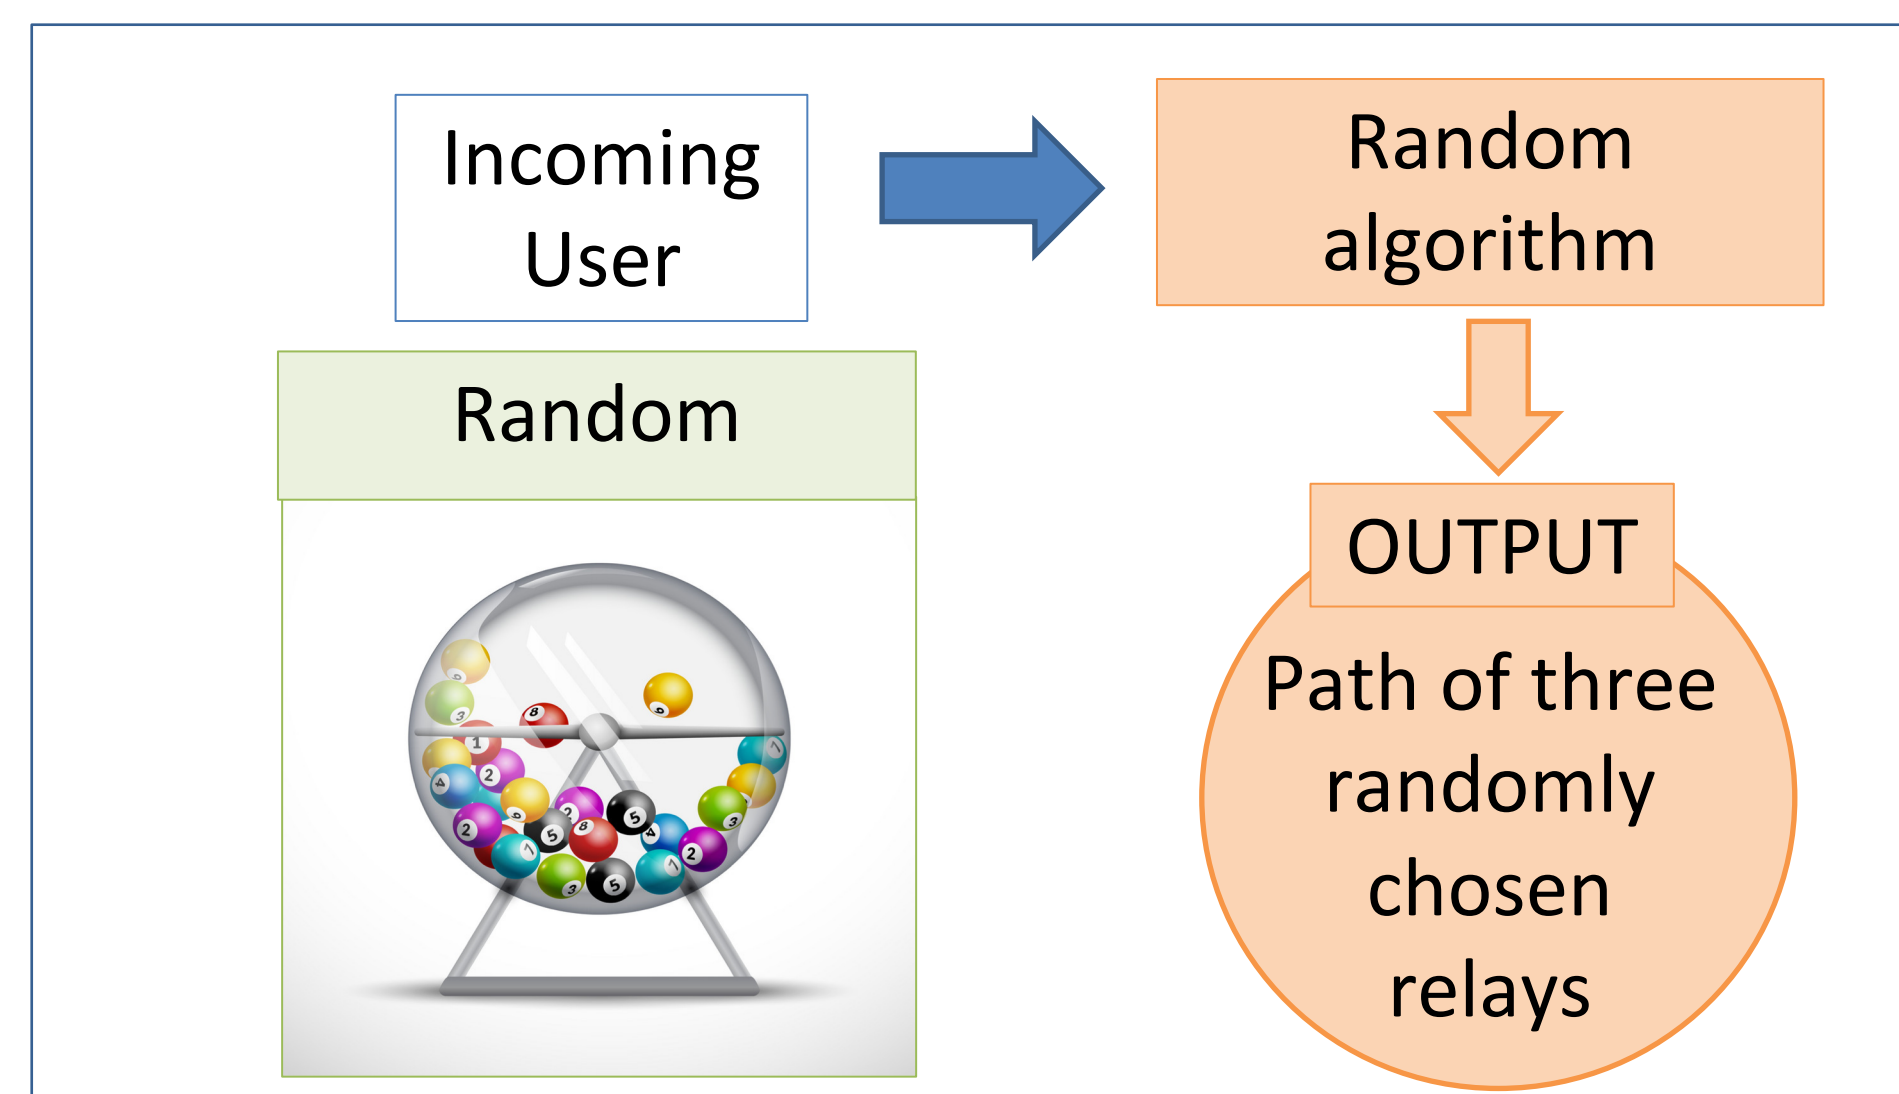 Incoming
User
Random
algorithm
Random
OUTPUT
Path of three
randomly
chosen
relays